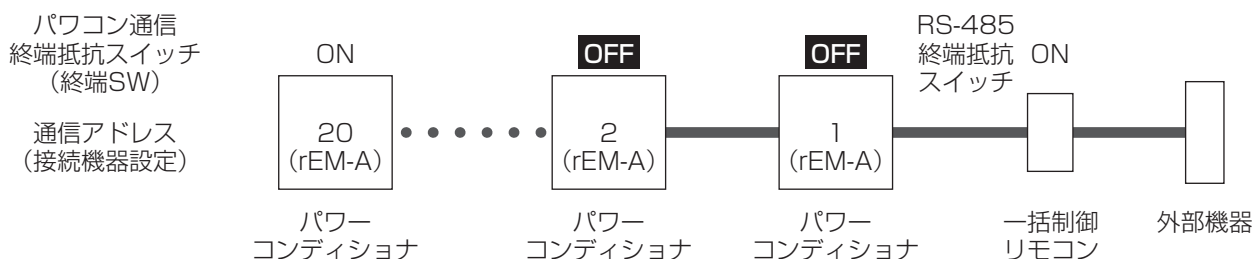 パワコン通信
終端抵抗スイッチ
（終端SW）
ON
OFF
OFF
RS-485
終端抵抗
スイッチ
ON
通信アドレス
（接続機器設定）
20
（rEM-A）
2
（rEM-A）
1
（rEM-A）
パワー
コンディショナ
パワー
コンディショナ
パワー
コンディショナ
一括制御
リモコン
外部機器